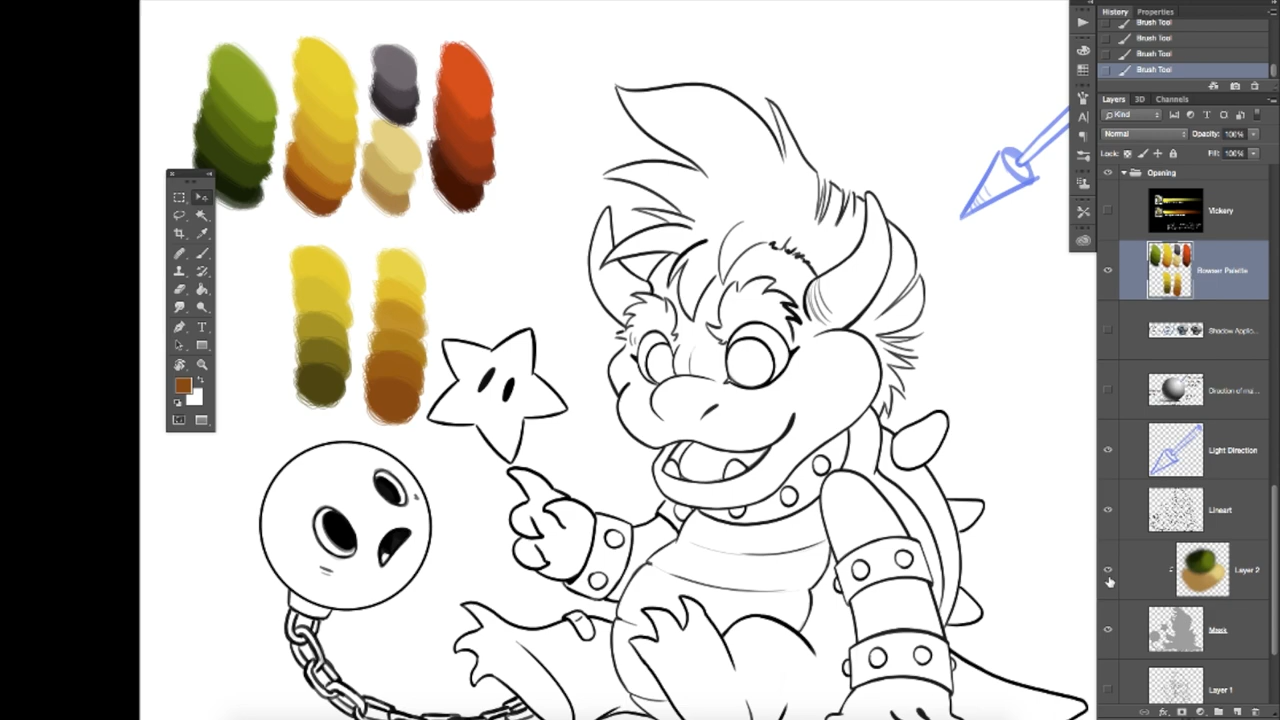 History Properties
Brush Tool
Brush Tool
Brush Tool
Brush Tool
Layers 3D Channels
Kind
Normal Opacity: 100%
Lock: Fill: 100%
Opening
Vickery
Bowser Palette
Shadow Applic...
Direction of ma...
Light Direction
Lineart
Layer 2
Mask
Layer 1